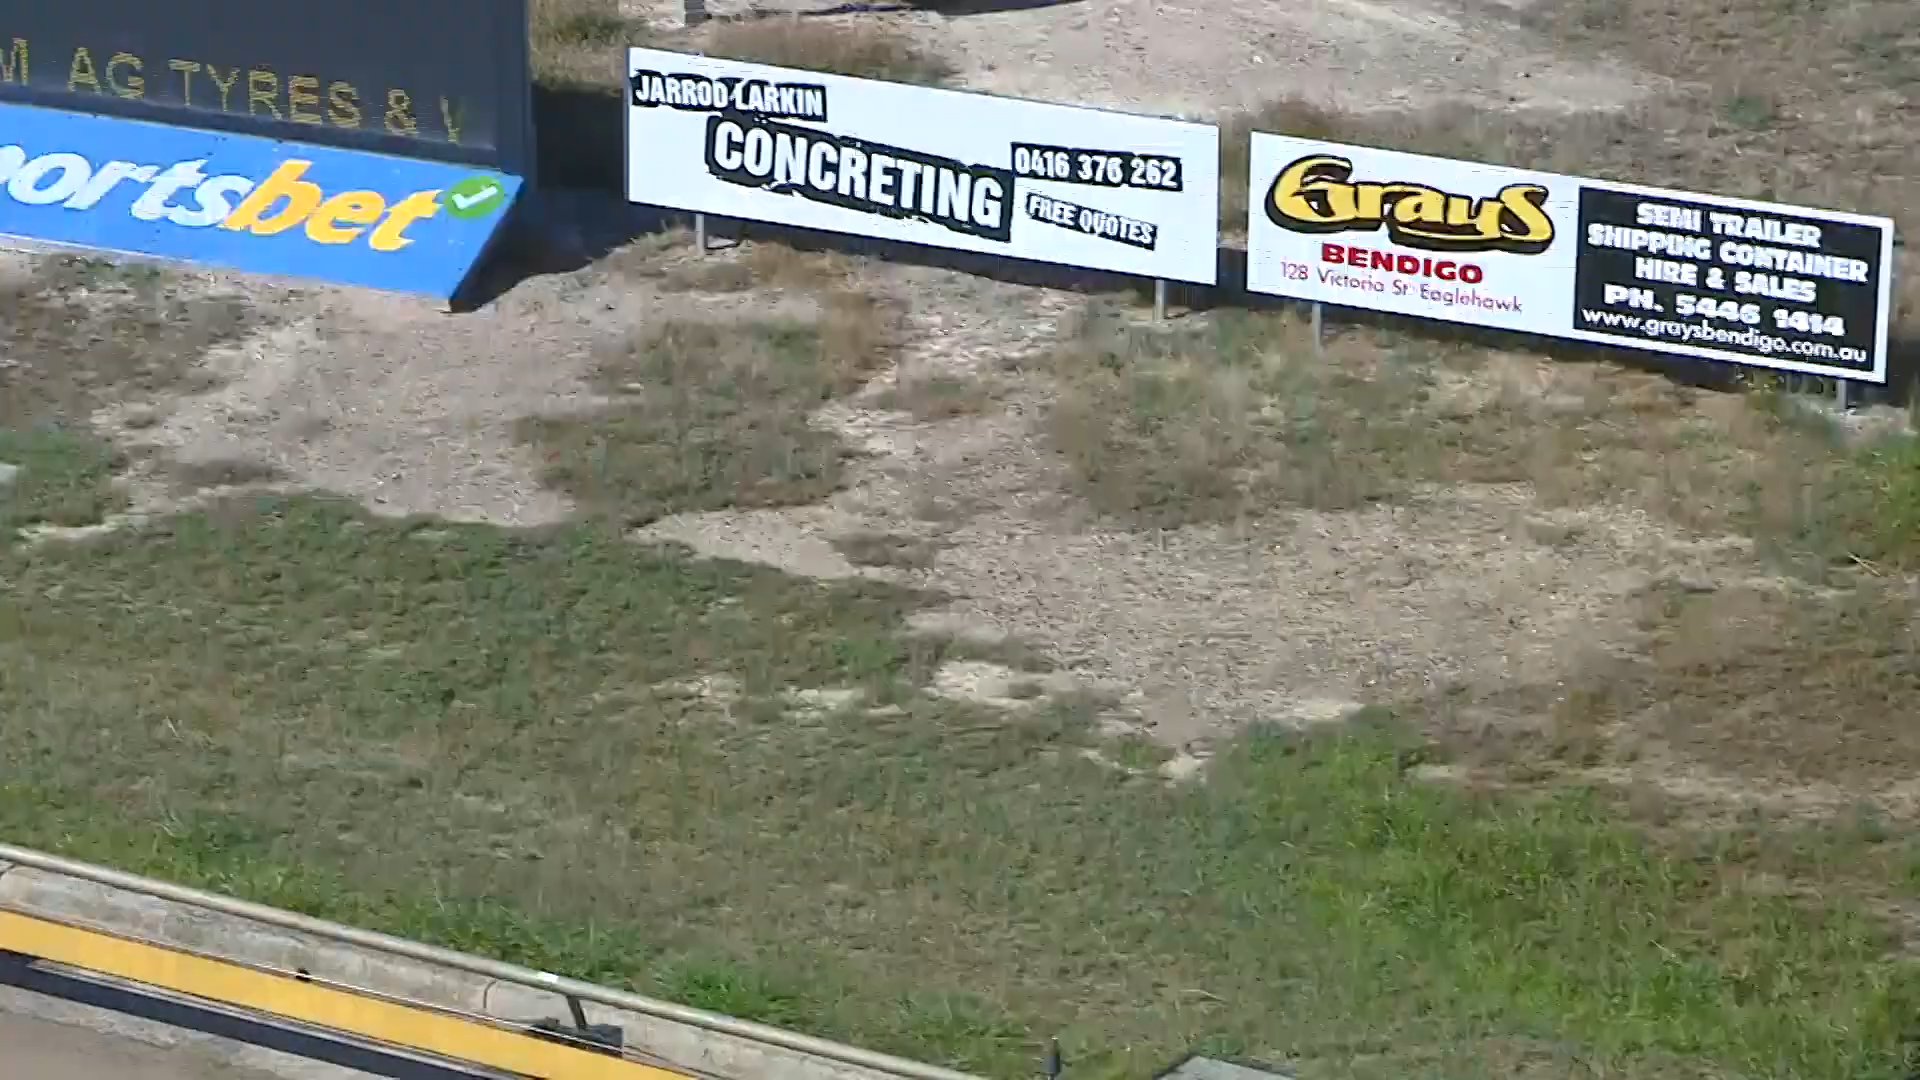 M AG TYRES & V
ortsbet
JARROD LARKIN
CONCRETING
0416 376 262
FREE QUOTES
Grays
BENDIGO
128 Victoria St Eaglehawk
SEMI TRAILER
SHIPPING CONTAINER
HIRE & SALES
PH. 5446 1414
www.graysbendigo.com.au